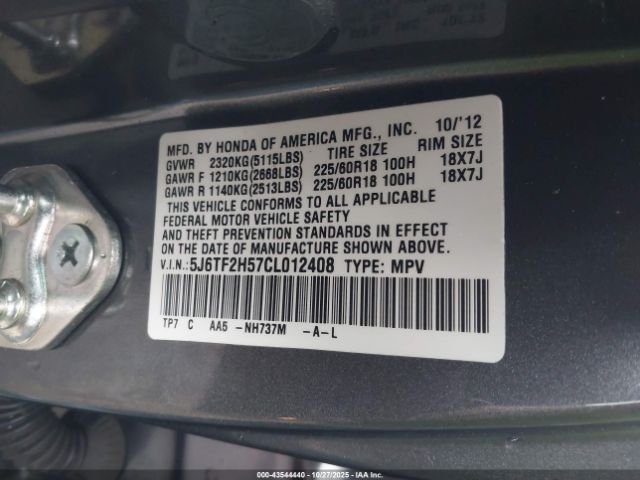 MFD. BY HONDA OF AMERICA MFG., INC. 10/'12
GVWR 2320KG(5115LBS) TIRE SIZE RIM SIZE
GAWR F 1210KG(2668LBS) 225/60R18 100H 18X7J
GAWR R 1140KG(2513LBS) 225/60R18 100H 18X7J
THIS VEHICLE CONFORMS TO ALL APPLICABLE
FEDERAL MOTOR VEHICLE SAFETY
AND THEFT PREVENTION STANDARDS IN EFFECT
ON THE DATE OF MANUFACTURE SHOWN ABOVE.
V.I.N.:5J6TF2H57CL012408 TYPE: MPV
TP7 C AA5 -NH737M -A-L
000-43544440 - 10/27/2025 - IAAI.com